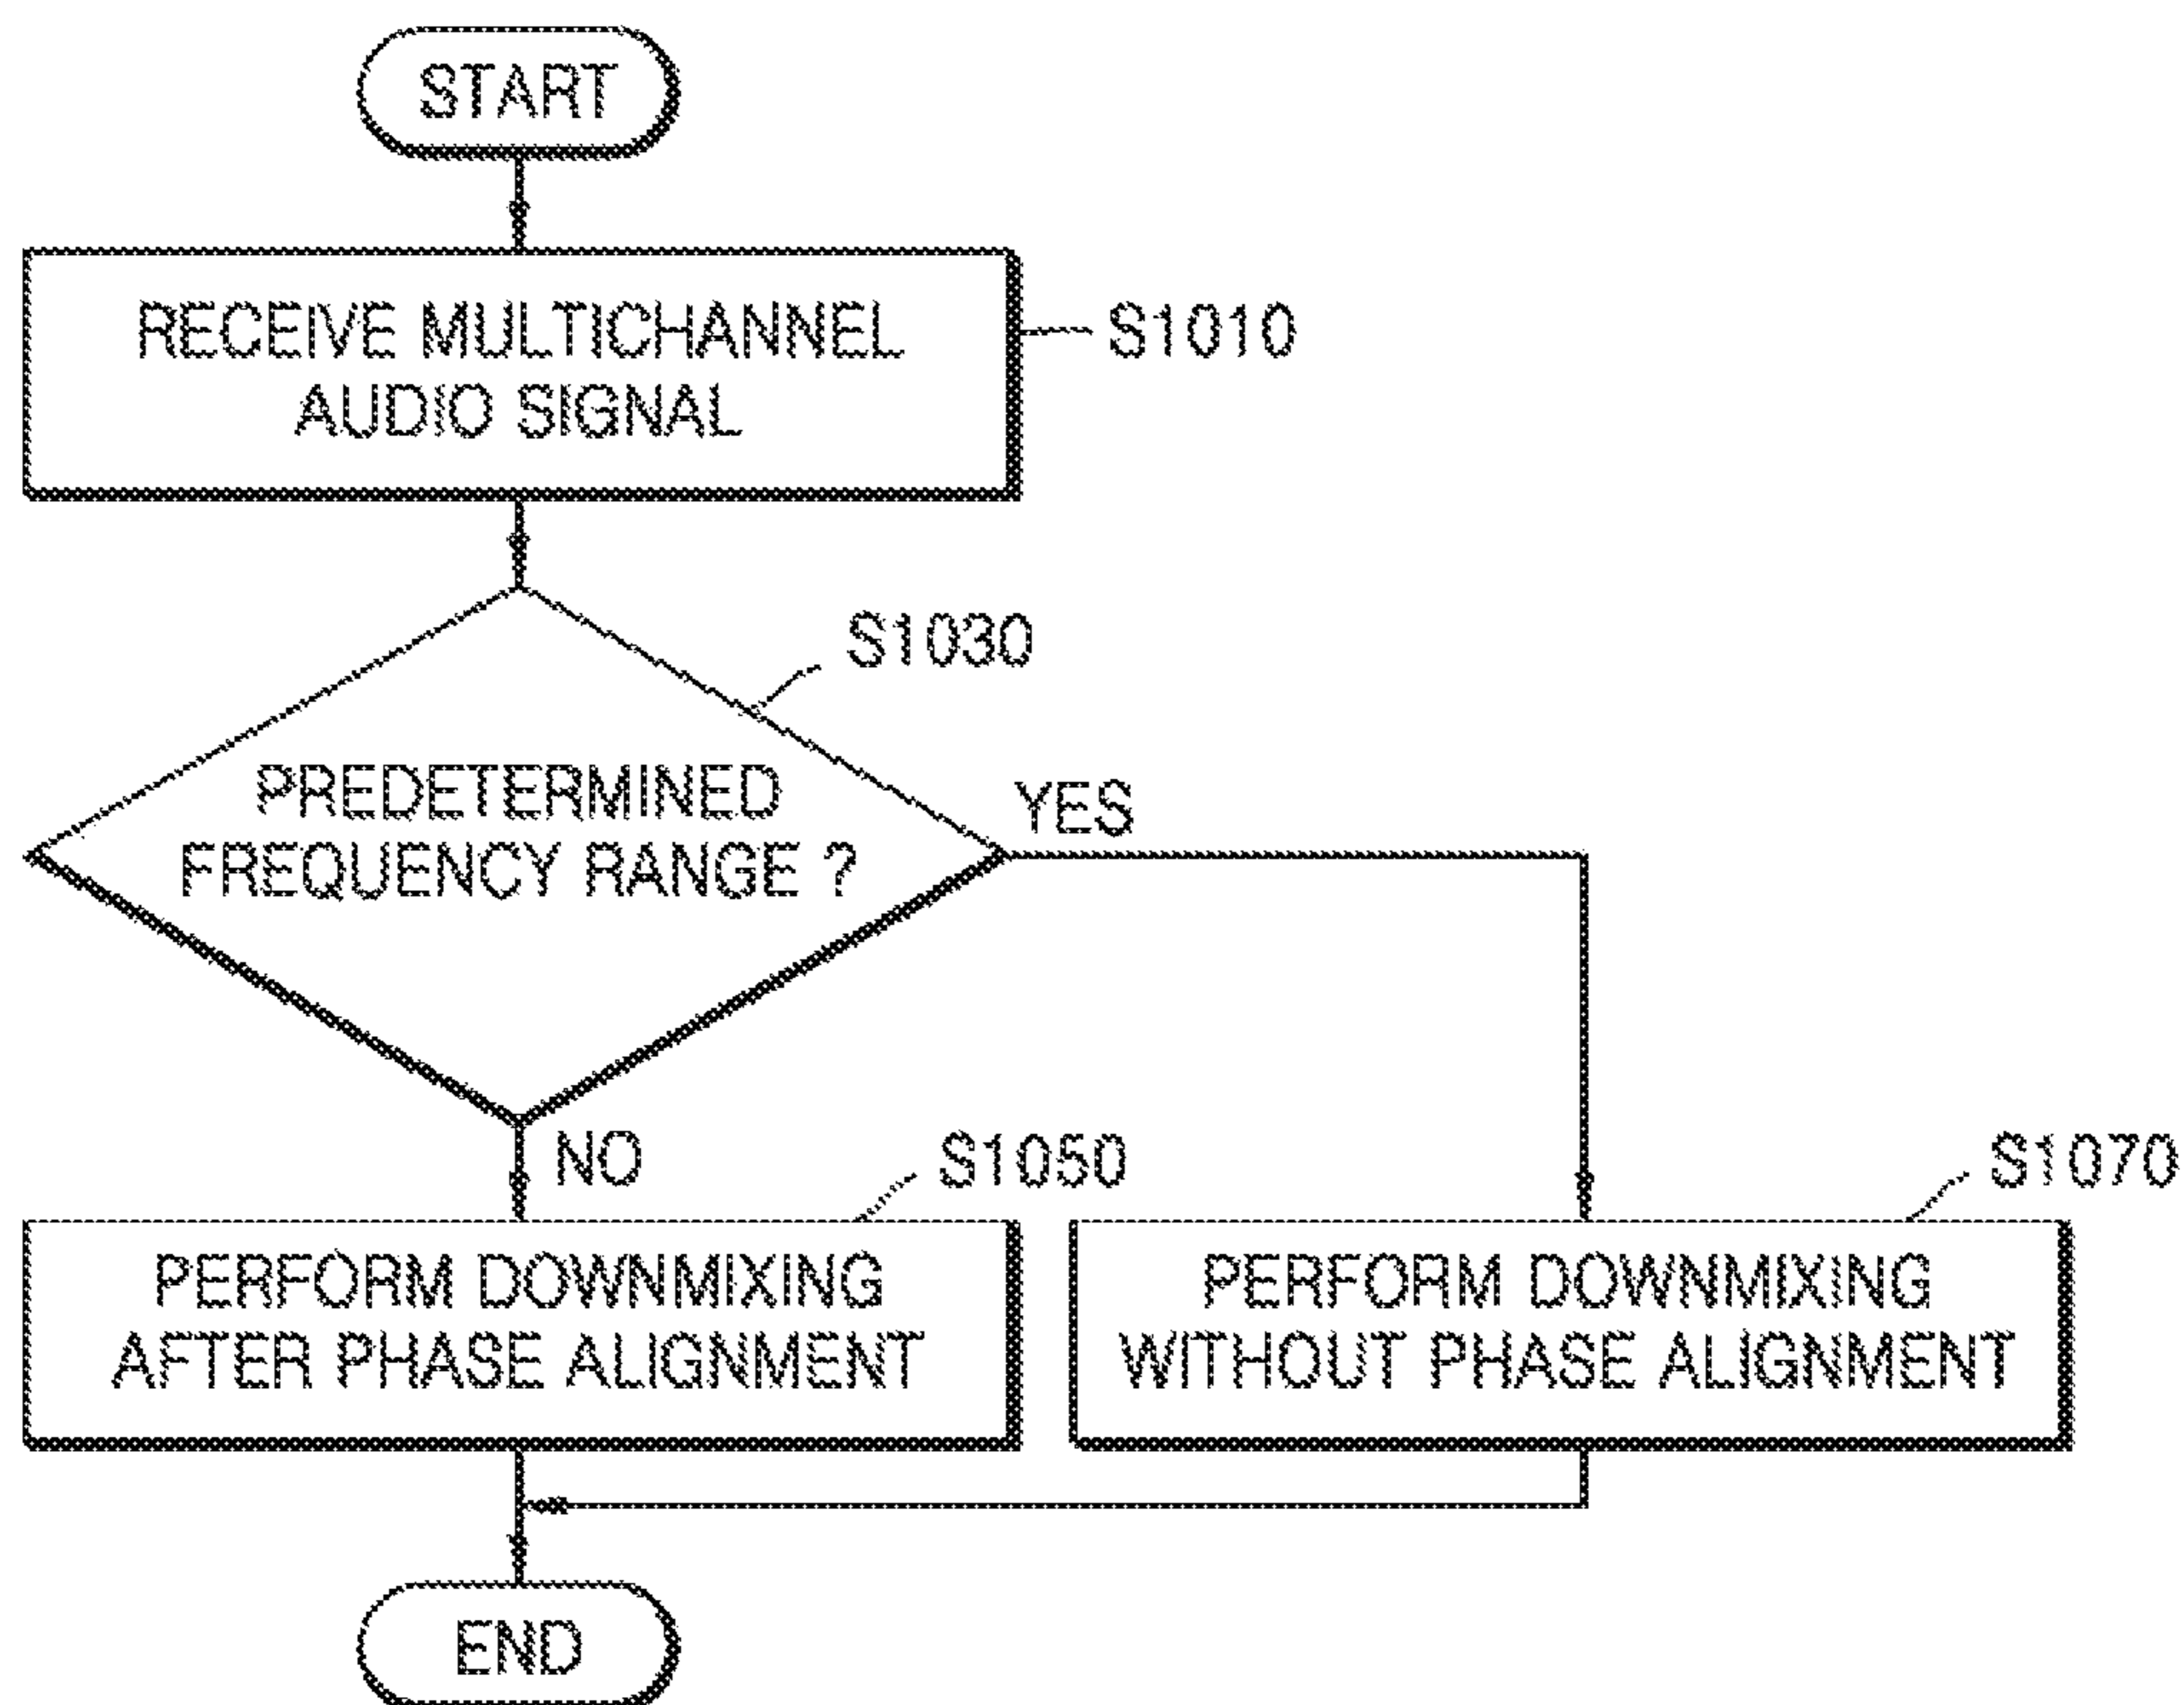 START
RECEIVE MULTICHANNEL
AUDIO SIGNAL
S1010
S1030
PREDETERMINED
FREQUENCY RANGE ?
YES
NO
S1050
S1070
PERFORM DOWNMIXING
AFTER PHASE ALIGNMENT
PERFORM DOWNMIXING
WITHOUT PHASE ALIGNMENT
END